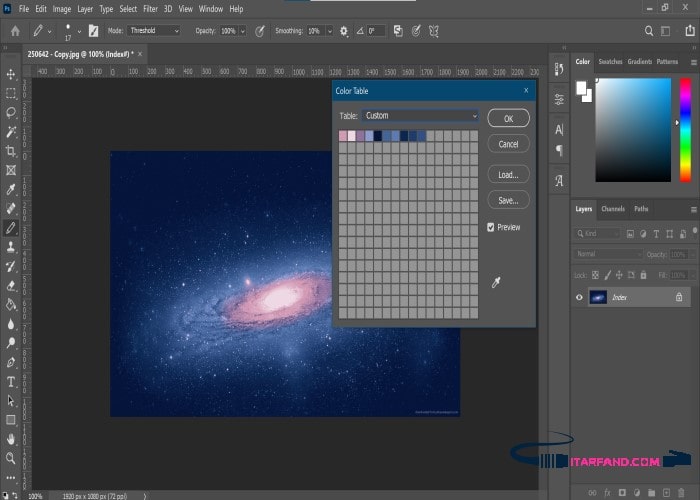 Ps File Edit Image Layer Type Select Filter 3D View Window Help
17 Mode: Threshold Opacity: 100% Smoothing: 10% 0°
250642 - Copy.jpg @ 100% (Index#) *
400 300 200 100 0 100 200 300 400 500 600 700 800 900 1000 1100 1200 1300 1400 1500 1600 1700 1800 1900 2000 2100 2200 230
Color Table
Table: Custom
OK
Cancel
Load...
Save...
Preview
Color Swatches Gradients Patterns
Layers Channels Paths
Kind
Normal Opacity: 100%
Lock: Fill: 100%
Index
ITARFAND.COM
100% 1920 px x 1080 px (72 ppi)